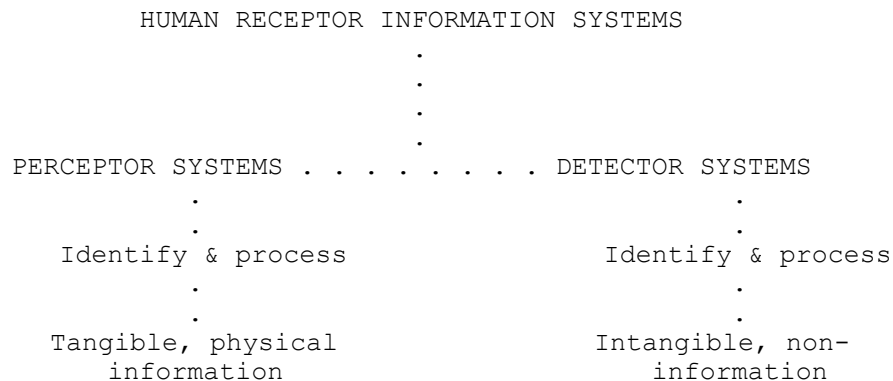 HUMAN RECEPTOR INFORMATION SYSTEMS
.
.
.
.
PERCEPTOR SYSTEMS . . . . . . . . DETECTOR SYSTEMS
. .
. .
Identify & process Identify & process
. .
. .
Tangible, physical Intangible, non-
information information